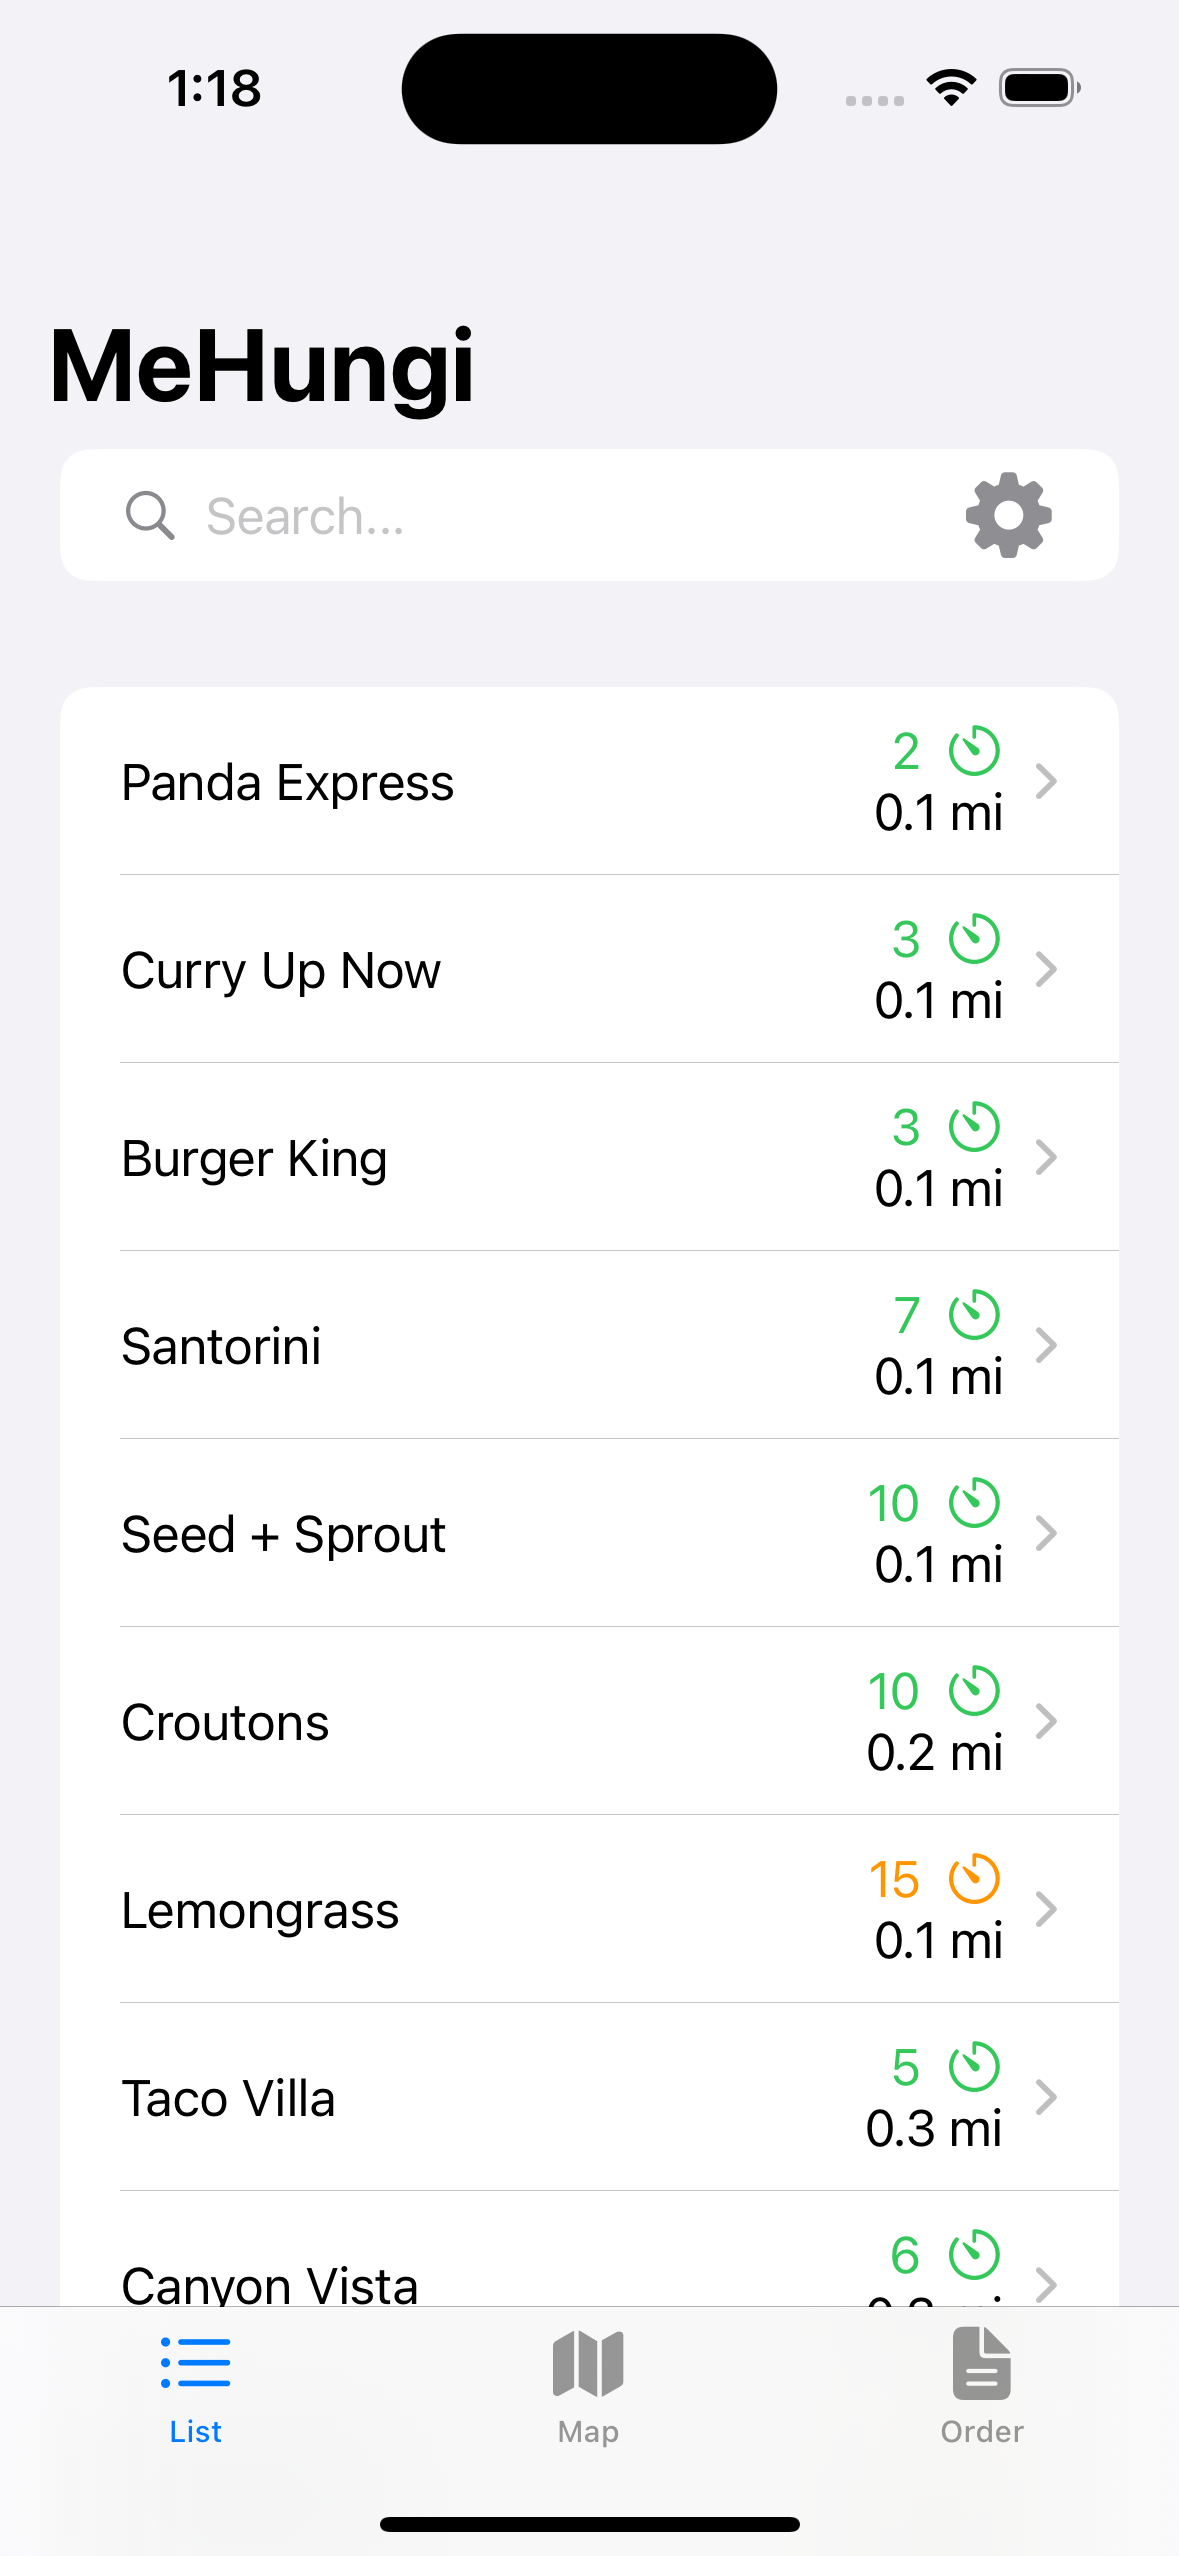 1:18
MeHungi
Search...
Panda Express
2
0.1 mi
Curry Up Now
3
0.1 mi
Burger King
3
0.1 mi
Santorini
7
0.1 mi
Seed + Sprout
10
0.1 mi
Croutons
10
0.2 mi
Lemongrass
15
0.1 mi
Taco Villa
5
0.3 mi
Canyon Vista
6
List
Map
Order